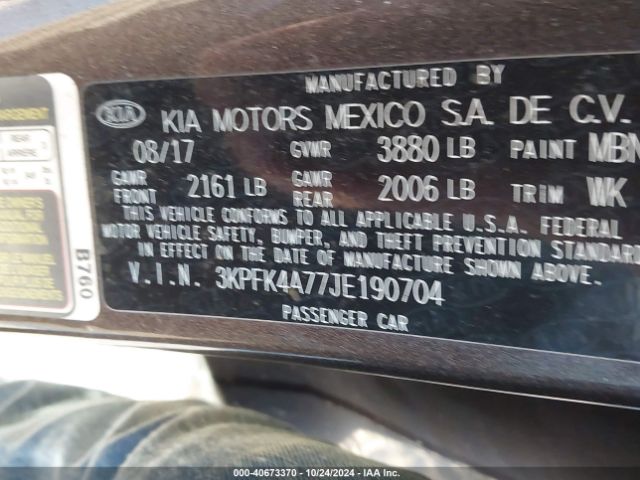 MANUFACTURED BY
KIA KIA MOTORS MEXICO S.A. DE C.V.
08/17 GVWR 3880 LB PAINT MBN
GAWR FRONT 2161 LB GAWR REAR 2006 LB TRIM WK
THIS VEHICLE CONFORMS TO ALL APPLICABLE U.S.A. FEDERAL
MOTOR VEHICLE SAFETY, BUMPER, AND THEFT PREVENTION STANDARD
IN EFFECT ON THE DATE OF MANUFACTURE SHOWN ABOVE.
V.I.N. 3KPFK4A77JE190704
PASSENGER CAR
B760
REAR
ARRIÈRE
000 - 40673370 | 10/24/2024 | IAA Inc.